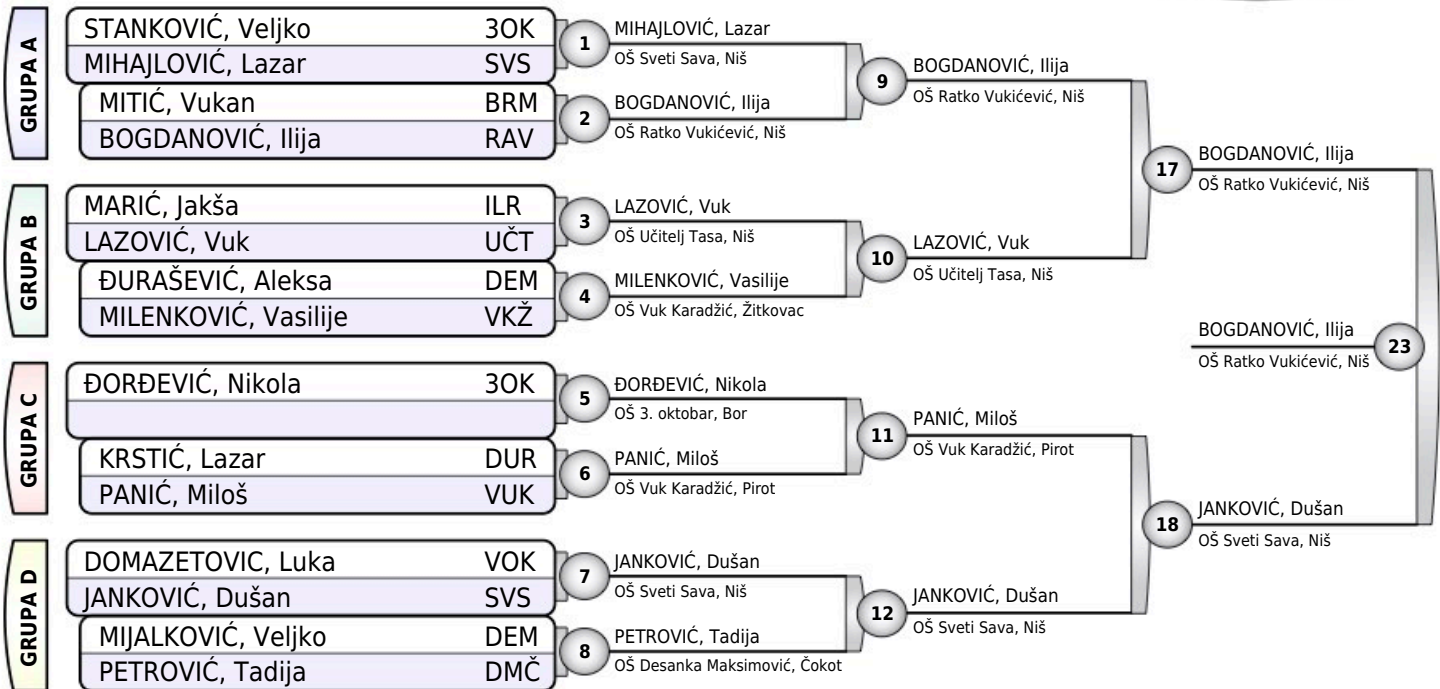 GRUPA A
STANKOVIĆ, Veljko 3OK
MIHAJLOVIĆ, Lazar SVS
MITIĆ, Vukan BRM
BOGDANOVIĆ, Ilija RAV
GRUPA B
MARIĆ, Jakša ILR
LAZOVIĆ, Vuk UČT
ĐURAŠEVIĆ, Aleksa DEM
MILENKOVIĆ, Vasilije VKŽ
GRUPA C
ĐORĐEVIĆ, Nikola 3OK
KRSTIĆ, Lazar DUR
PANIĆ, Miloš VUK
GRUPA D
DOMAZETOVIC, Luka VOK
JANKOVIĆ, Dušan SVS
MIJALKOVIĆ, Veljko DEM
PETROVIĆ, Tadija DMČ
1
MIHAJLOVIĆ, Lazar
OŠ Sveti Sava, Niš
2
BOGDANOVIĆ, Ilija
OŠ Ratko Vukićević, Niš
3
LAZOVIĆ, Vuk
OŠ Učitelj Tasa, Niš
4
MILENKOVIĆ, Vasilije
OŠ Vuk Karadžić, Žitkovac
5
ĐORĐEVIĆ, Nikola
OŠ 3. oktobar, Bor
6
PANIĆ, Miloš
OŠ Vuk Karadžić, Pirot
7
JANKOVIĆ, Dušan
OŠ Sveti Sava, Niš
8
PETROVIĆ, Tadija
OŠ Desanka Maksimović, Čokot
9
BOGDANOVIĆ, Ilija
OŠ Ratko Vukićević, Niš
10
LAZOVIĆ, Vuk
OŠ Učitelj Tasa, Niš
11
PANIĆ, Miloš
OŠ Vuk Karadžić, Pirot
12
JANKOVIĆ, Dušan
OŠ Sveti Sava, Niš
17
BOGDANOVIĆ, Ilija
OŠ Ratko Vukićević, Niš
18
JANKOVIĆ, Dušan
OŠ Sveti Sava, Niš
BOGDANOVIĆ, Ilija
OŠ Ratko Vukićević, Niš
23